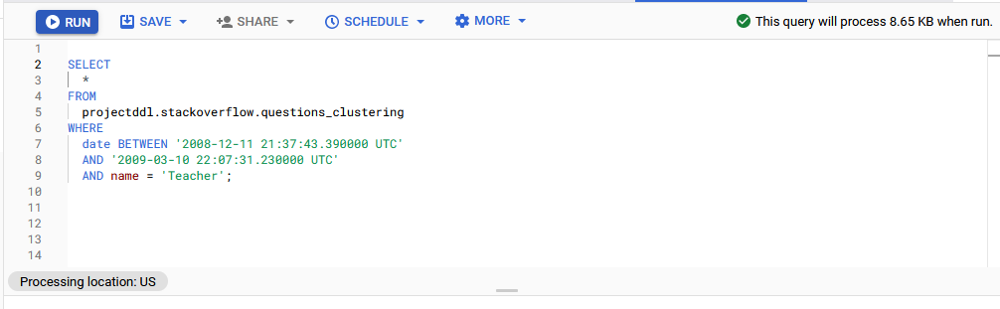 RUN SAVE SHARE SCHEDULE MORE This query will process 8.65 KB when run.
1
2 SELECT
3 *
4 FROM
5 projectddl.stackoverflow.questions_clustering
6 WHERE
7 date BETWEEN '2008-12-11 21:37:43.390000 UTC'
8 AND '2009-03-10 22:07:31.230000 UTC'
9 AND name = 'Teacher';
10
11
12
13
14
Processing location: US